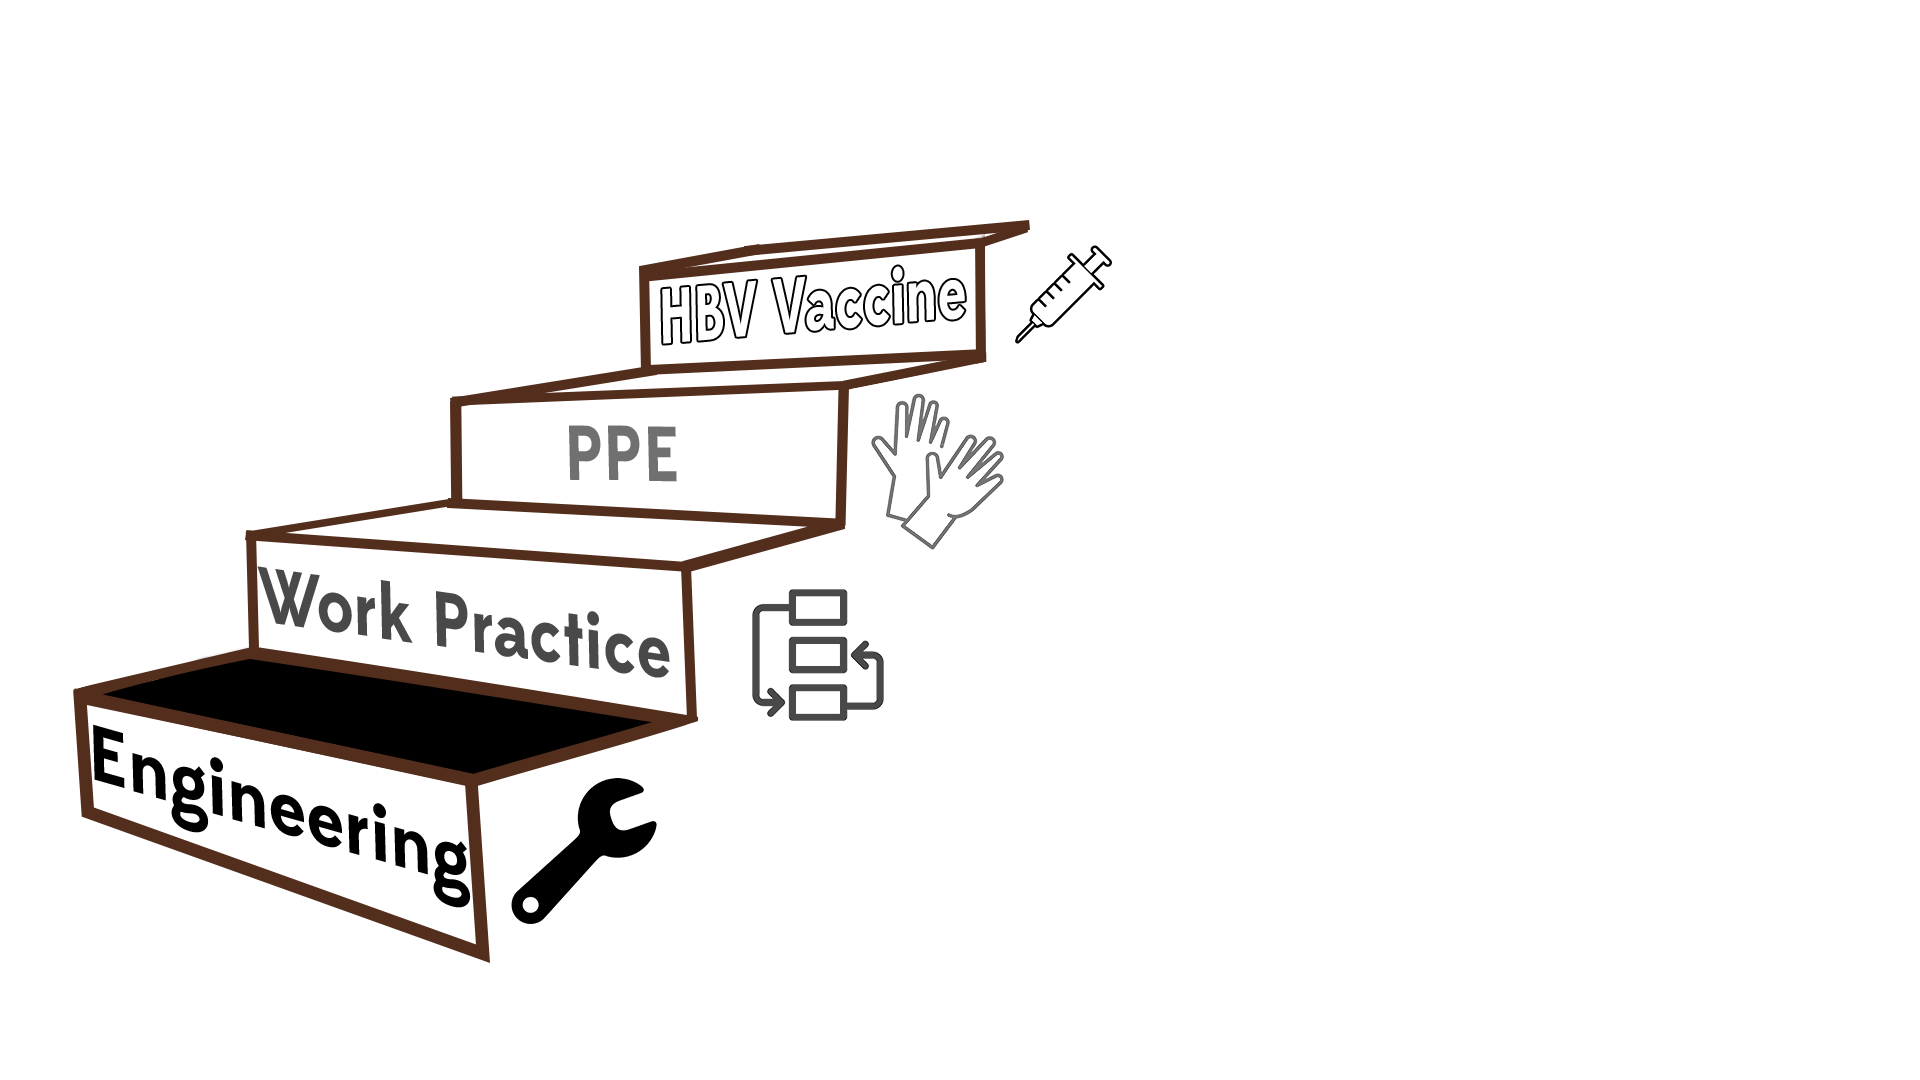 HBV Vaccine
PPE
Work Practice
Engineering